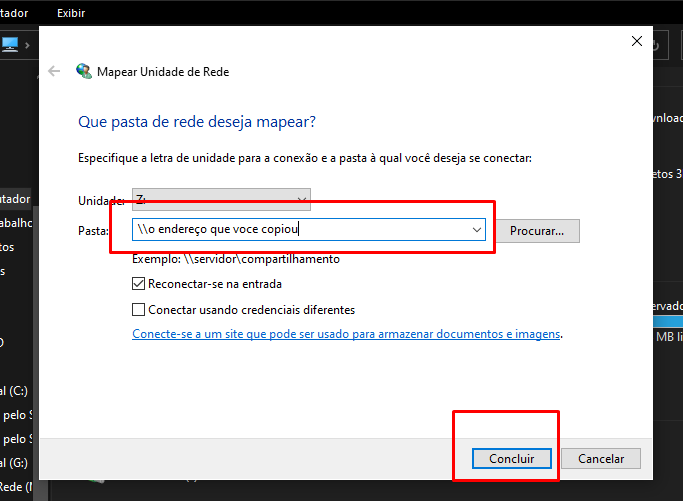 tador
Exibir
Mapear Unidade de Rede
Que pasta de rede deseja mapear?
Especifique a letra de unidade para a conexão e a pasta à qual você deseja se conectar:
Unidade: Z:
Pasta: \\o endereço que voce copiou
Procurar...
Exemplo: \\servidor\compartilhamento
Reconectar-se na entrada
Conectar usando credenciais diferentes
Conecte-se a um site que pode ser usado para armazenar documentos e imagens.
Concluir
Cancelar
utador
abalho
tos
s
O
al (C:)
pelo S
pelo S
al (G:)
Rede (
wnload
etos 3
ervado
MB li